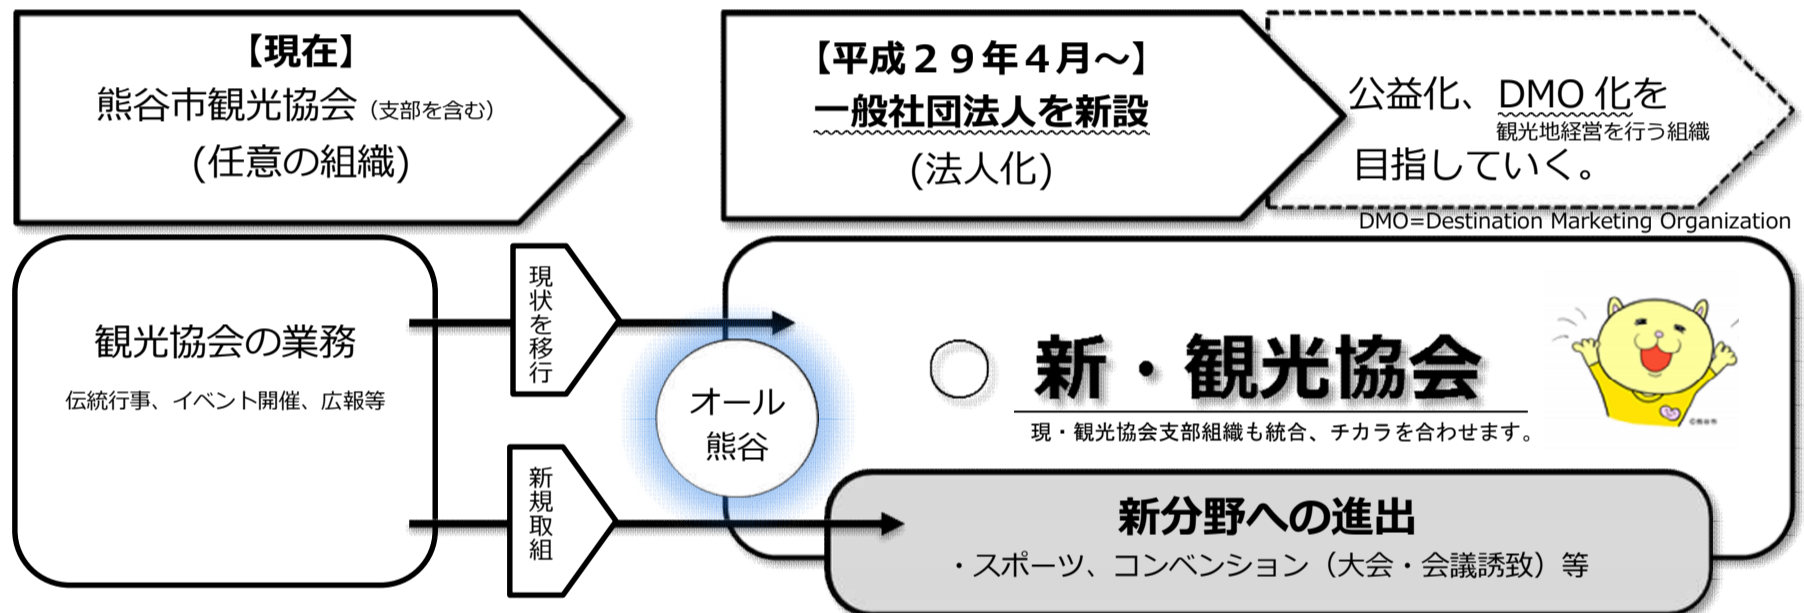 【現在】
熊谷市観光協会（支部を含む）
(任意の組織)
【平成２９年４月～】
一般社団法人を新設
(法人化)
公益化、DMO 化を
観光地経営を行う組織
目指していく。
DMO=Destination Marketing Organization
観光協会の業務
伝統行事、イベント開催、広報等
現状を移行
新規取組
オール
熊谷
○ 新・観光協会
現・観光協会支部組織も統合、チカラを合わせます。
新分野への進出
・スポーツ、コンベンション（大会・会議誘致）等